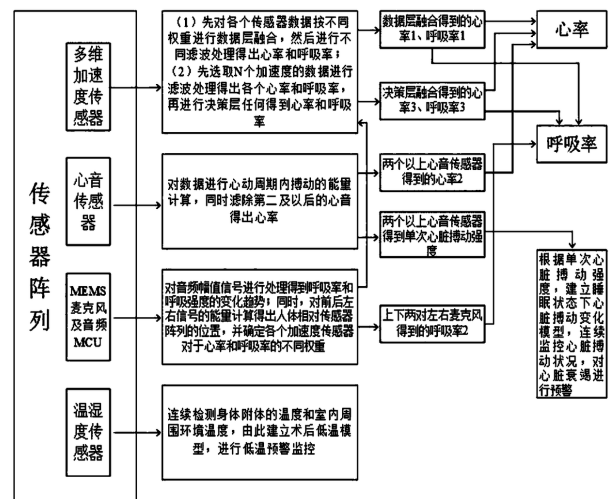 传感器阵列
多维
加速
度传
感器
心音
传感
器
MEMS
麦克风
及音频
MCU
温湿
度传
感器
（1）先对各个传感器数据按不同
权重进行数据层融合，然后进行不
同滤波处理得出心率和呼吸率；
（2）先选取N个加速度的数据进行
滤波处理得出各个心率和呼吸率，
再进行决策层任何得到心率和呼吸
率
对数据进行心动周期内搏动的能量
计算，同时滤除第二及以后的心音
得出心率
对音频幅值信号进行处理得到呼吸率和
呼吸强度的变化趋势；同时，对前后左
右信号的能量计算得出人体相对传感器
阵列的位置，并确定各个加速度传感器
对于心率和呼吸率的不同权重
连续检测身体附体的温度和室内周
围环境温度，由此建立术后低温模
型，进行低温预警监控
数据层融合得到的心
率1、呼吸率1
决策层融合得到的心
率3、呼吸率3
两个以上心音传感器
得到的心率2
两个以上心音传感器
得到单次心脏搏动强
度
上下两对左右麦克风
得到的呼吸率2
心率
呼吸率
根据单次心
脏搏动强
度，建立睡
眠状态下心
脏搏动变化
模型，连续
监控心脏搏
动状况，对
心脏衰竭进
行预警